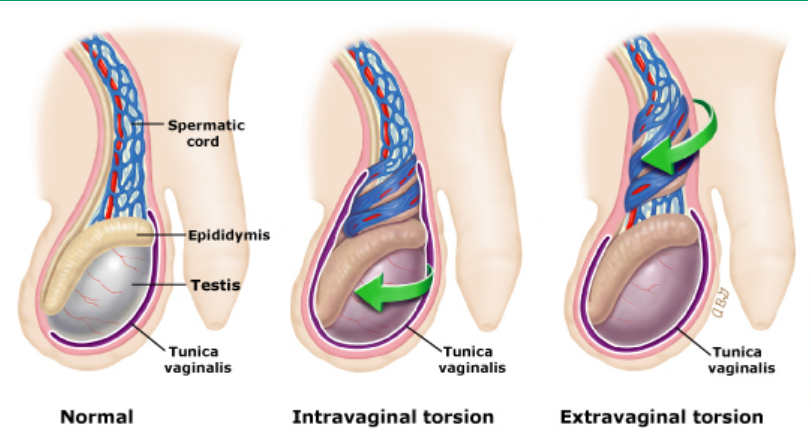 Spermatic
cord
Epididymis
Testis
Tunica
vaginalis
Tunica
vaginalis
Tunica
vaginalis
Normal
Intravaginal torsion
Extravaginal torsion